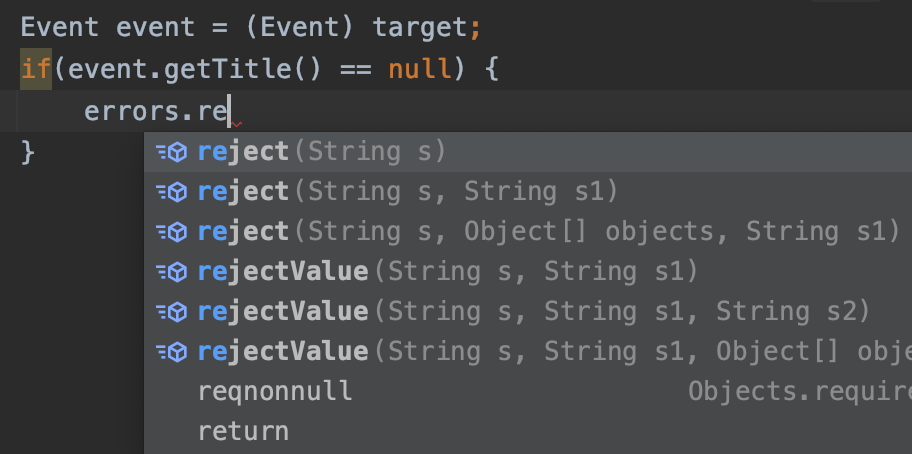 Event event = (Event) target;
if(event.getTitle() == null) {
errors.re
}
reject(String s)
reject(String s, String s1)
reject(String s, Object[] objects, String s1)
rejectValue(String s, String s1)
rejectValue(String s, String s1, String s2)
rejectValue(String s, String s1, Object[] obje
reqnonnull Objects.require
return